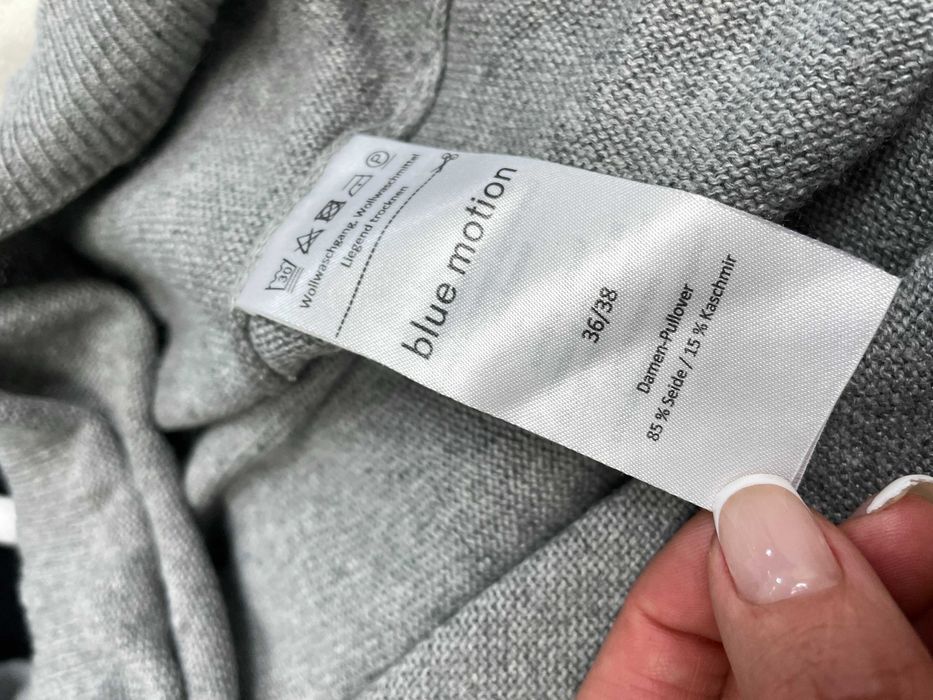 30
P
Wollwaschgang, Wollwaschmittel
Liegend trocknen
blue motion
36/38
Damen-Pullover
85 % Seide / 15 % Kaschmir